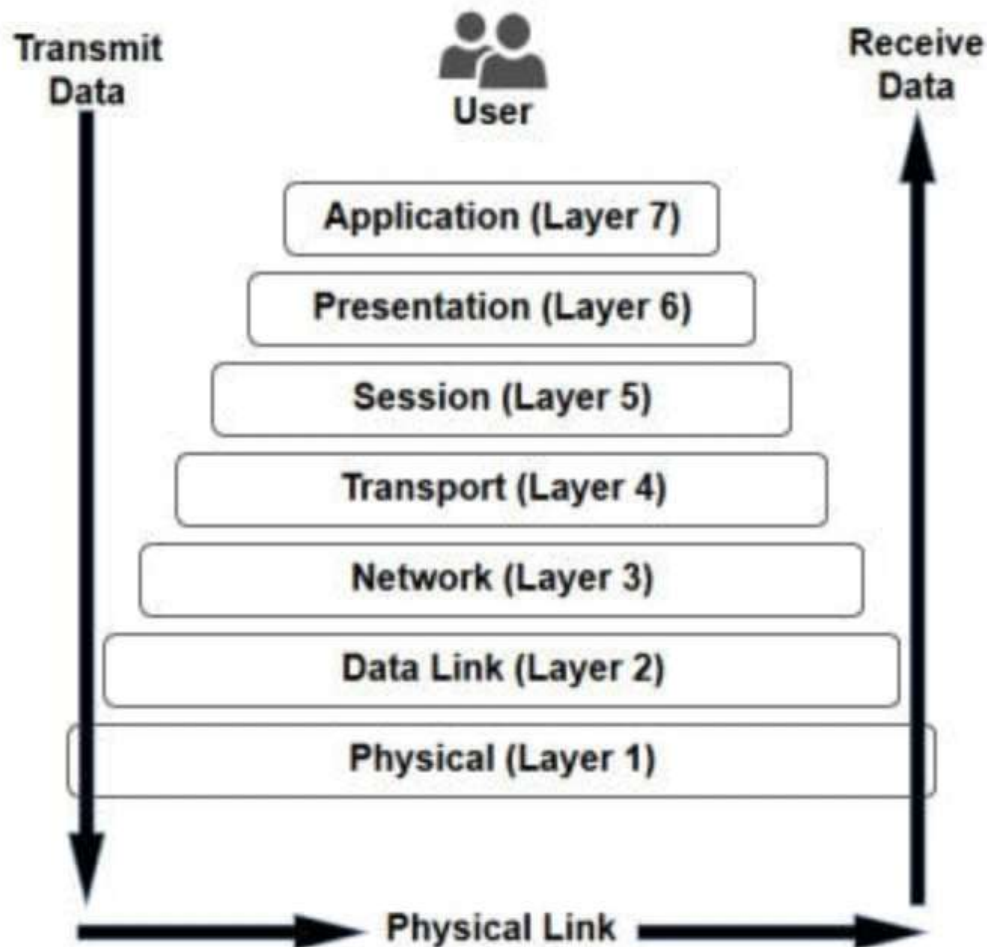 Transmit
Data
User
Receive
Data
Application (Layer 7)
Presentation (Layer 6)
Session (Layer 5)
Transport (Layer 4)
Network (Layer 3)
Data Link (Layer 2)
Physical (Layer 1)
Physical Link